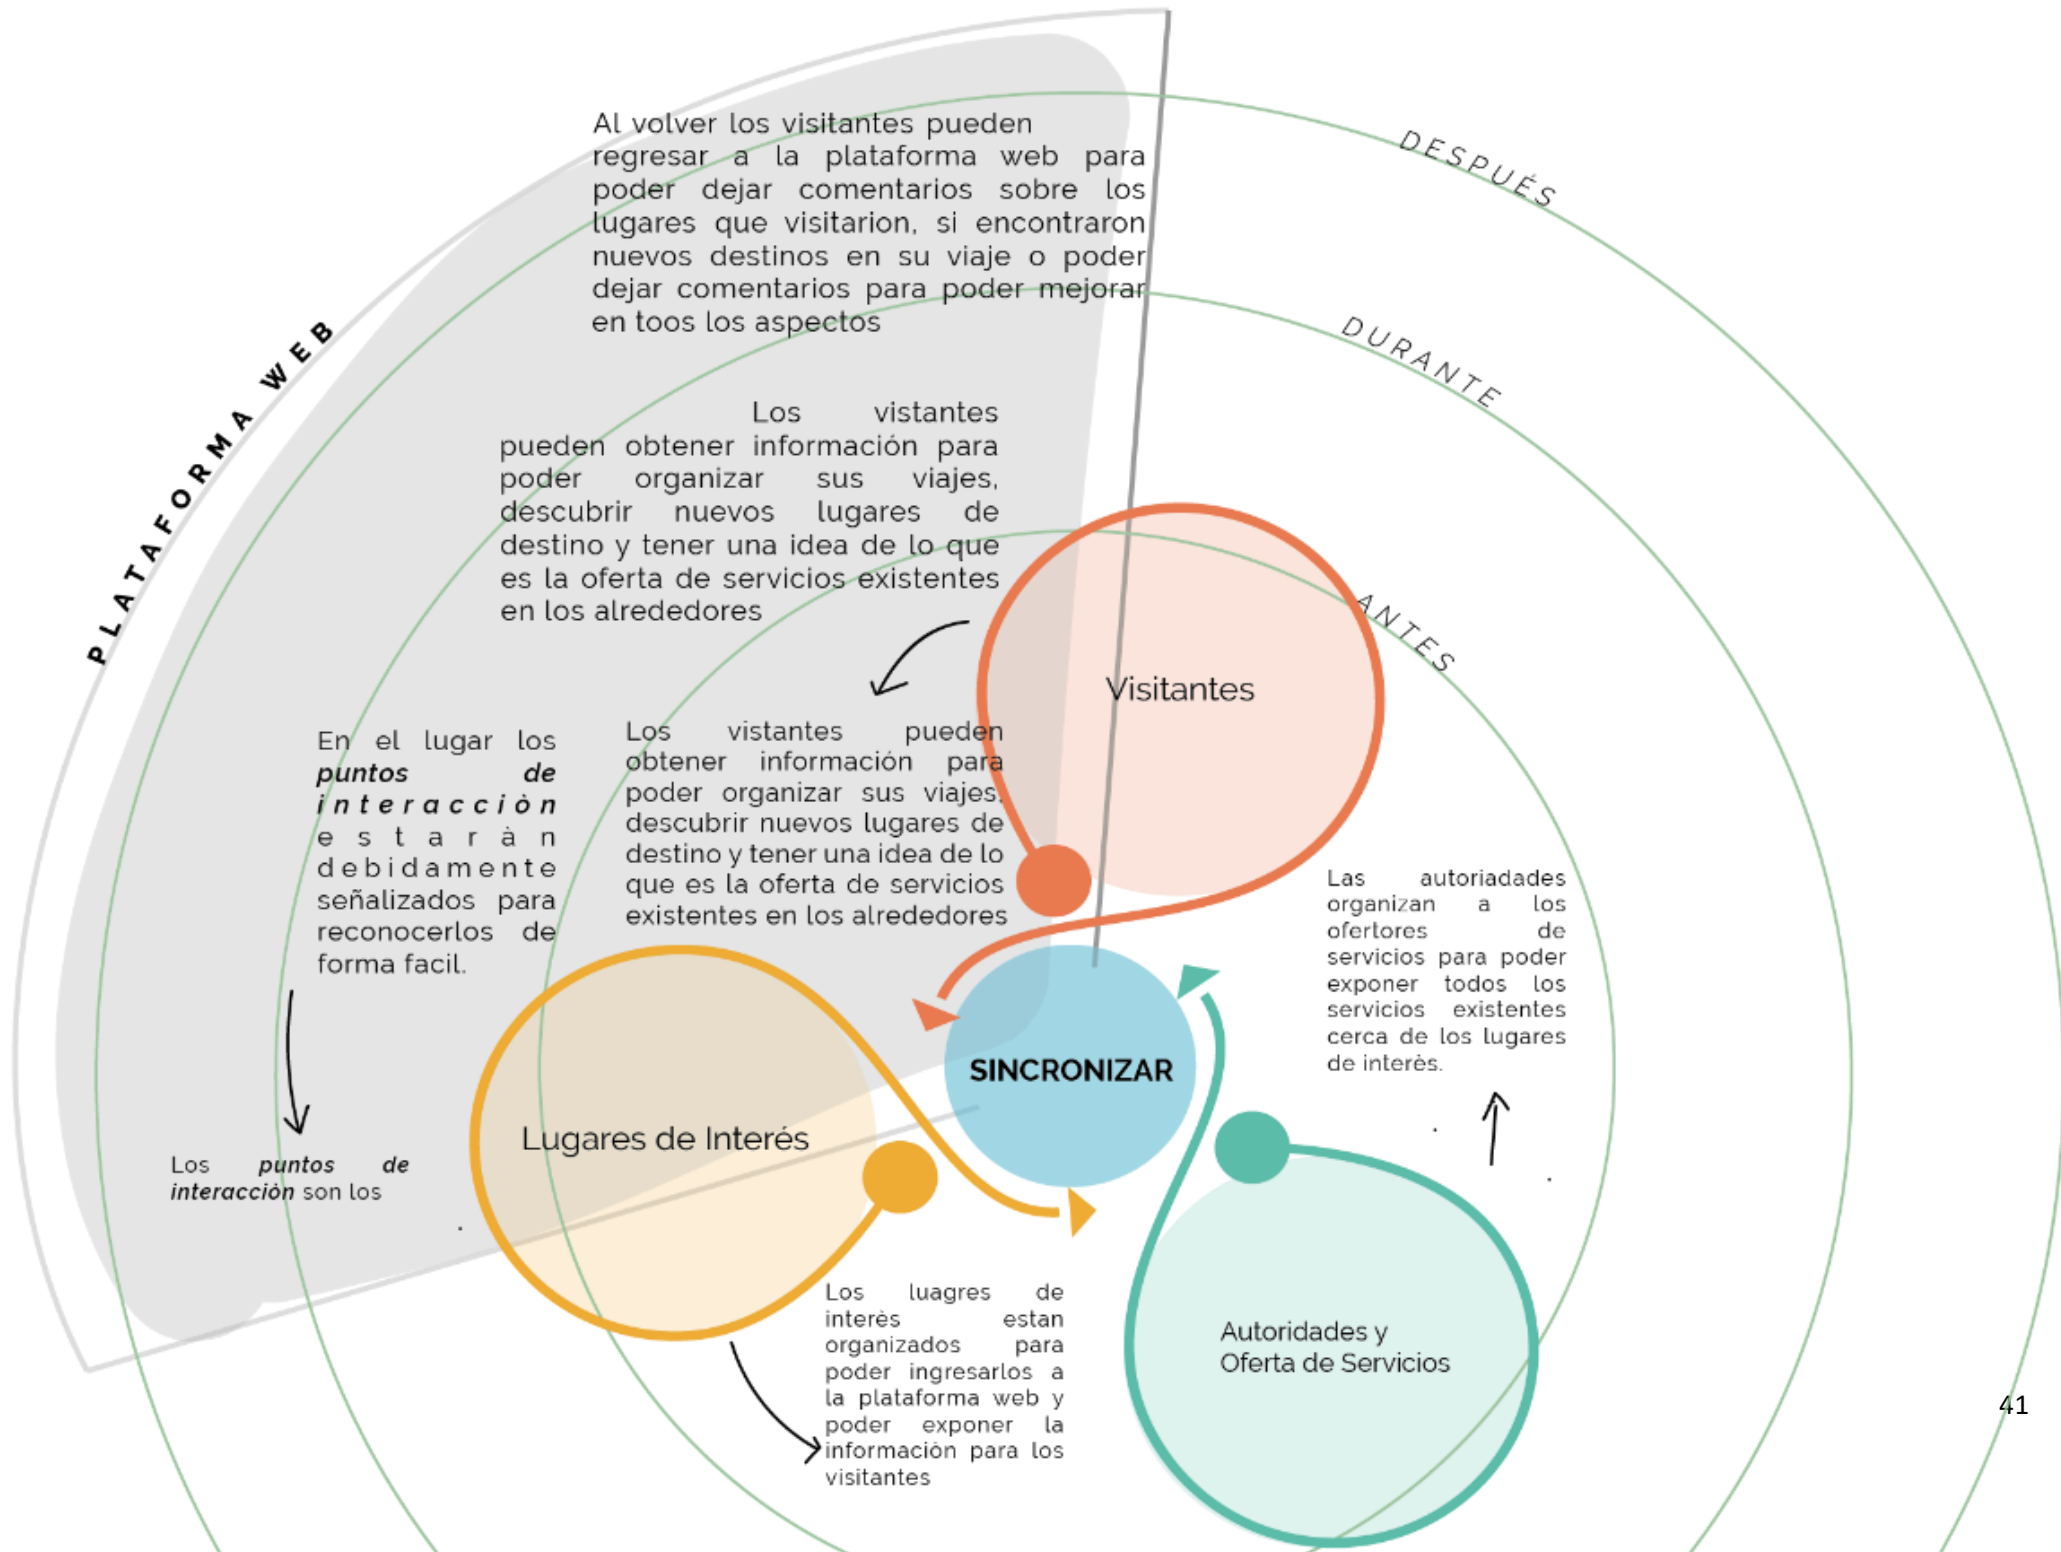 Al volver los visitantes pueden
regresar a la plataforma web para
poder dejar comentarios sobre los
lugares que visitarion, si encontraron
nuevos destinos en su viaje o poder
dejar comentarios para poder mejorar
en toos los aspectos
DESPUÉS
DURANTE
ANTES
PLATAFORMA WEB
Los vistantes
pueden obtener información para
poder organizar sus viajes,
descubrir nuevos lugares de
destino y tener una idea de lo que
es la oferta de servicios existentes
en los alrededores
Visitantes
En el lugar los
puntos de
interacciòn
estaràn
debidamente
señalizados para
reconocerlos de
forma facil.
Los vistantes pueden
obtener información para
poder organizar sus viajes,
descubrir nuevos lugares de
destino y tener una idea de lo
que es la oferta de servicios
existentes en los alrededores
Las autoriadades
organizan a los
ofertores de
servicios para poder
exponer todos los
servicios existentes
cerca de los lugares
de interès.
SINCRONIZAR
Lugares de Interés
Los puntos de
interacciòn son los
Los luagres de
interès estan
organizados para
poder ingresarlos a
la plataforma web y
poder exponer la
informaciòn para los
visitantes
Autoridades y
Oferta de Servicios
41